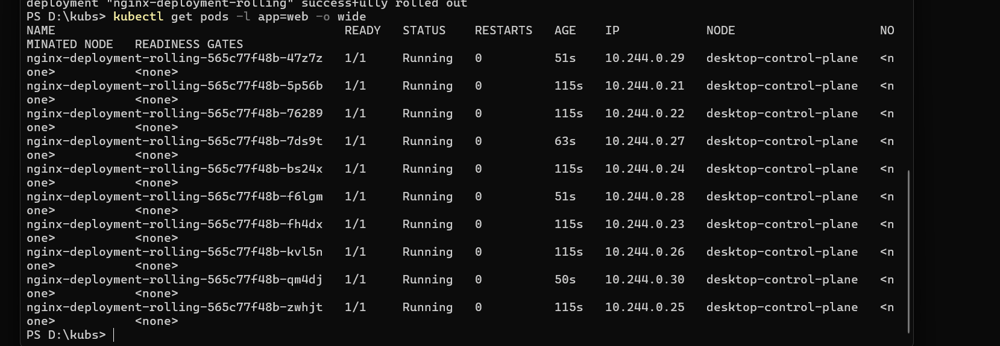 deployment "nginx-deployment-rolling" successfully rolled out
PS D:\kubs> kubectl get pods -l app=web -o wide
NAME                                        READY   STATUS    RESTARTS   AGE    IP            NODE                    NO
MINATED NODE   READINESS GATES
nginx-deployment-rolling-565c77f48b-47z7z   1/1     Running   0          51s    10.244.0.29   desktop-control-plane   <n
one>           <none>
nginx-deployment-rolling-565c77f48b-5p56b   1/1     Running   0          115s   10.244.0.21   desktop-control-plane   <n
one>           <none>
nginx-deployment-rolling-565c77f48b-76289   1/1     Running   0          115s   10.244.0.22   desktop-control-plane   <n
one>           <none>
nginx-deployment-rolling-565c77f48b-7ds9t   1/1     Running   0          63s    10.244.0.27   desktop-control-plane   <n
one>           <none>
nginx-deployment-rolling-565c77f48b-bs24x   1/1     Running   0          115s   10.244.0.24   desktop-control-plane   <n
one>           <none>
nginx-deployment-rolling-565c77f48b-f6lgm   1/1     Running   0          51s    10.244.0.28   desktop-control-plane   <n
one>           <none>
nginx-deployment-rolling-565c77f48b-fh4dx   1/1     Running   0          115s   10.244.0.23   desktop-control-plane   <n
one>           <none>
nginx-deployment-rolling-565c77f48b-kvl5n   1/1     Running   0          115s   10.244.0.26   desktop-control-plane   <n
one>           <none>
nginx-deployment-rolling-565c77f48b-qm4dj   1/1     Running   0          50s    10.244.0.30   desktop-control-plane   <n
one>           <none>
nginx-deployment-rolling-565c77f48b-zwhjt   1/1     Running   0          115s   10.244.0.25   desktop-control-plane   <n
one>           <none>
PS D:\kubs>